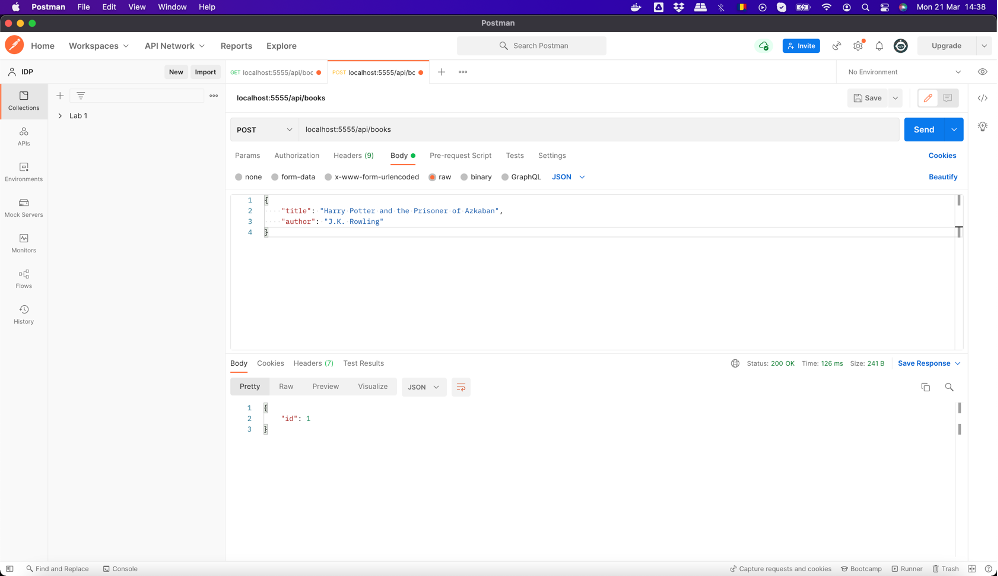 Postman File Edit View Window Help Mon 21 Mar 14:38
Postman
Home Workspaces API Network Reports Explore Search Postman Invite Upgrade
IDP New Import GET localhost:5555/api/boc POST localhost:5555/api/bc No Environment
Collections
APIs
Environments
Mock Servers
Monitors
Flows
History
Lab 1
localhost:5555/api/books Save
POST localhost:5555/api/books Send
Params Authorization Headers (9) Body Pre-request Script Tests Settings Cookies
none form-data x-www-form-urlencoded raw binary GraphQL JSON Beautify
1 {
2 "title": "Harry Potter and the Prisoner of Azkaban",
3 "author": "J.K. Rowling"
4 }
Body Cookies Headers (7) Test Results Status: 200 OK Time: 126 ms Size: 241 B Save Response
Pretty Raw Preview Visualize JSON
1 {
2 "id": 1
3 }
Find and Replace Console Capture requests and cookies Bootcamp Runner Trash